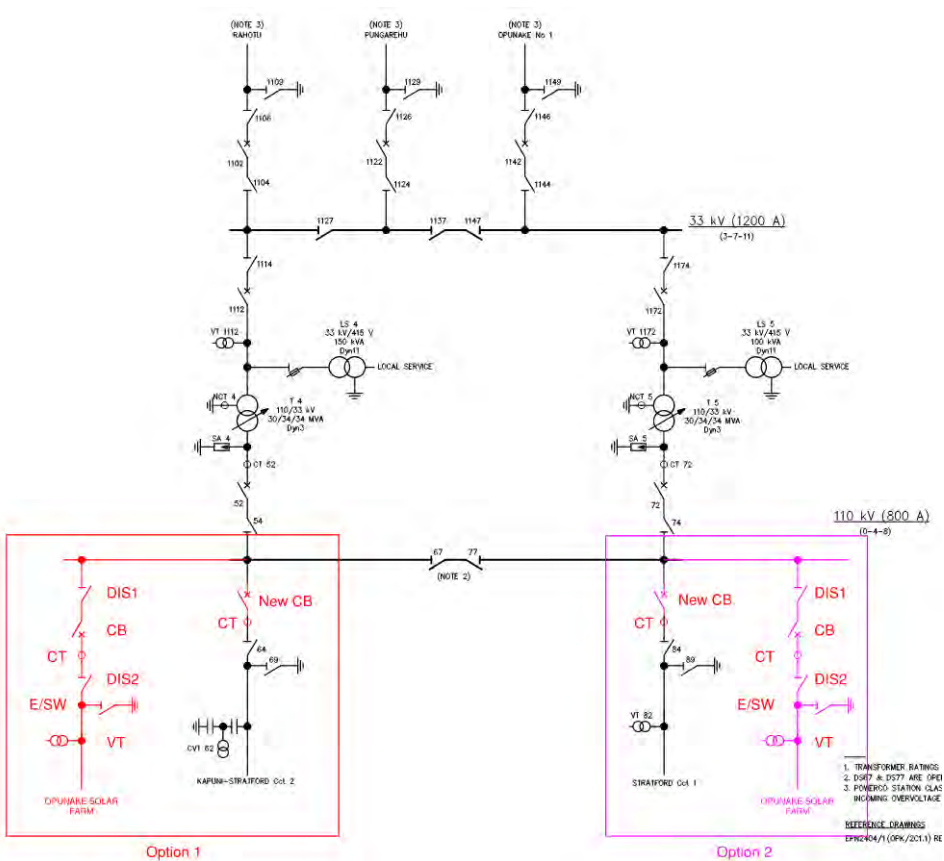 (NOTE 3)
RAHOTU
(NOTE 3)
PUNGAREHU
(NOTE 3)
OPUNAKE No 1
1109
1129
1149
1106
1126
1146
1102
1122
1142
1104
1124
1144
1127
1137
1147
33 kV (1200 A)
(3-7-11)
1114
1174
1112
1172
VT 1112
LS 4
33 kV/415 V
150 kVA
Dyn11
LOCAL SERVICE
VT 1172
LS 5
33 kV/415 V
100 kVA
Dyn11
LOCAL SERVICE
NCT 4
T 4
110/33 kV
30/34/34 MVA
Dyn3
NCT 5
T 5
110/33 kV
30/34/34 MVA
Dyn3
SA 4
SA 5
CT 52
CT 72
52
72
54
74
110 kV (800 A)
(0-4-8)
67
77
(NOTE 2)
DIS1
New CB
New CB
DIS1
CB
CT
CT
CB
CT
64
84
CT
69
89
DIS2
DIS2
E/SW
E/SW
VT
CVT 62
VT 82
VT
KAPUNI-STRATFORD Cct 2
STRATFORD Cct 1
OPUNAKE SOLAR
FARM
OPUNAKE SOLAR
FARM
1. TRANSFORMER RATINGS
2. DS67 & DS77 ARE OPE
3. POWERCO STATION CLAS
INCOMING OVERVOLTAGE
REFERENCE DRAWINGS
Option 1
Option 2